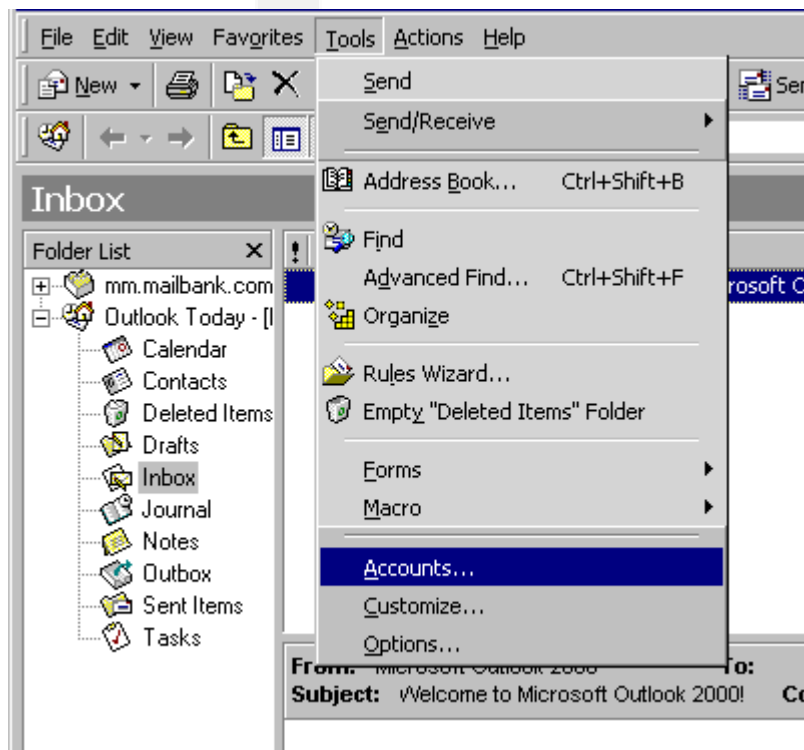 File Edit View Favorites Tools Actions Help
New
Send
Send/Receive
Address Book... Ctrl+Shift+B
Find
Advanced Find... Ctrl+Shift+F
Organize
Rules Wizard...
Empty "Deleted Items" Folder
Forms
Macro
Accounts...
Customize...
Options...
Inbox
Folder List
mm.mailbank.com
Outlook Today - [
Calendar
Contacts
Deleted Items
Drafts
Inbox
Journal
Notes
Outbox
Sent Items
Tasks
From: Microsoft Outlook 2000 To:
Subject: Welcome to Microsoft Outlook 2000!